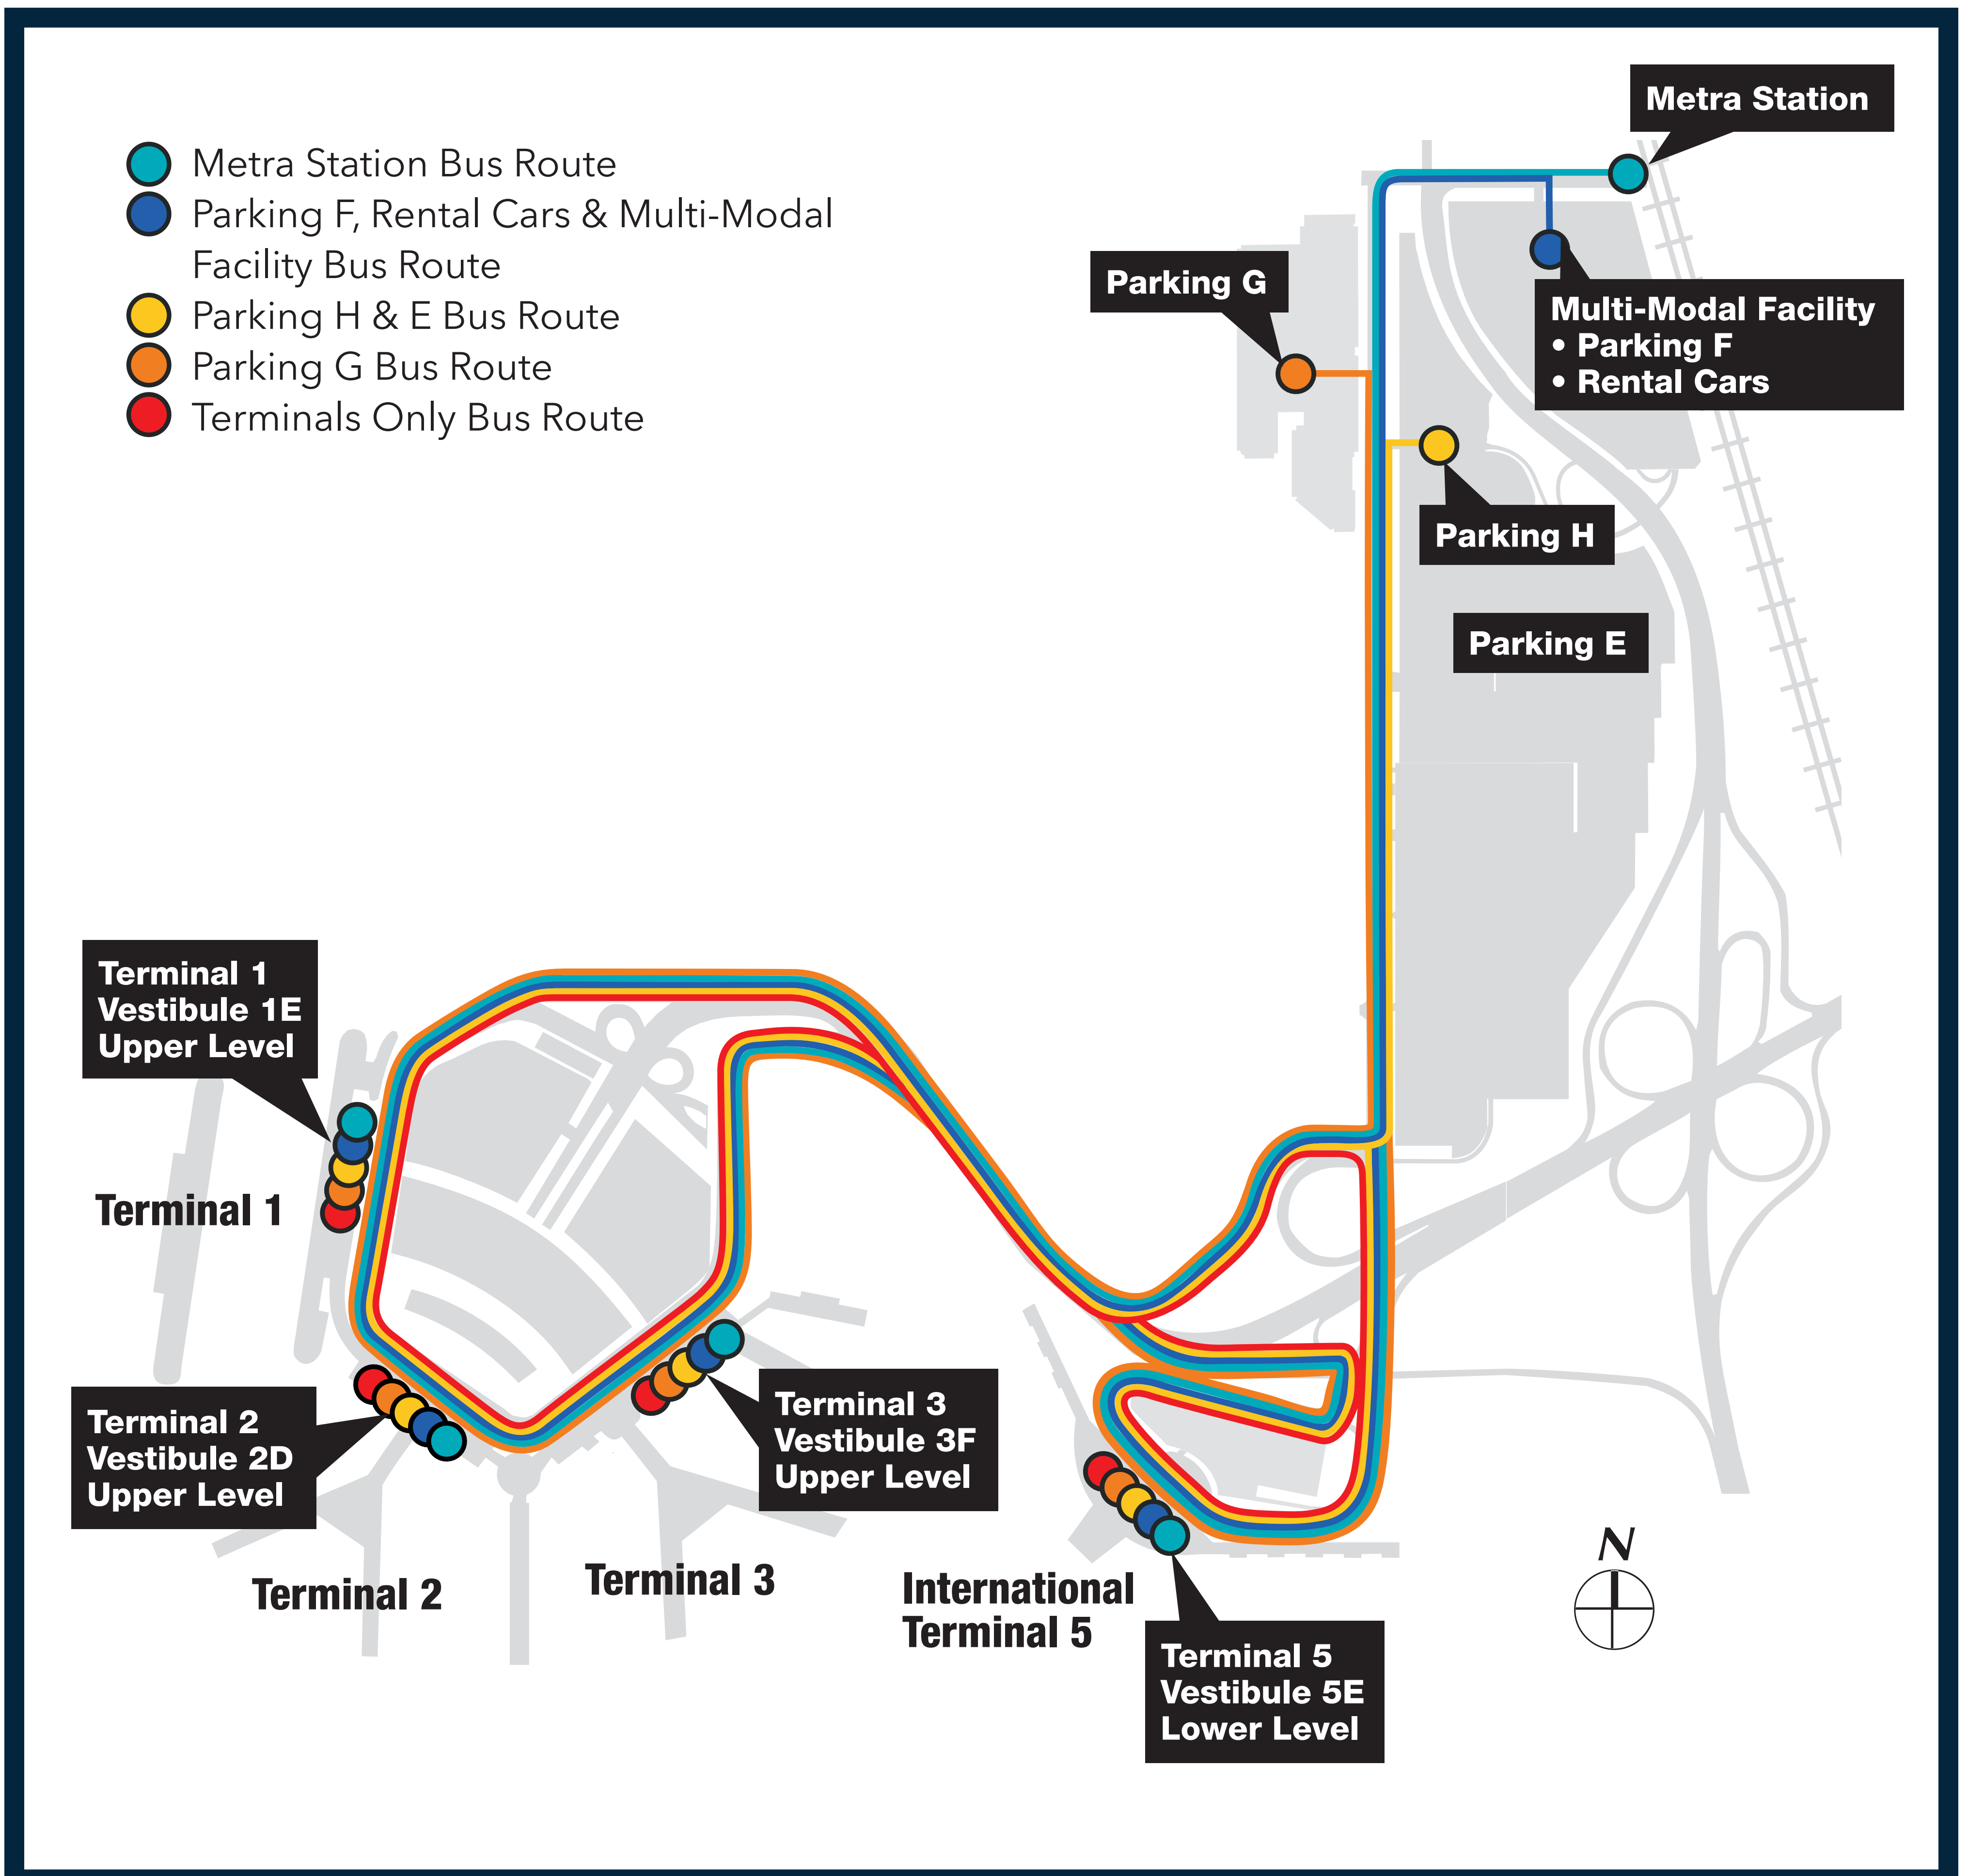 Metra Station
Metra Station Bus Route
Parking F, Rental Cars & Multi-Modal
Facility Bus Route
Parking H & E Bus Route
Parking G Bus Route
Terminals Only Bus Route
Parking G
Multi-Modal Facility
• Parking F
• Rental Cars
Parking H
Parking E
Terminal 1
Vestibule 1E
Upper Level
Terminal 1
Terminal 2
Vestibule 2D
Upper Level
Terminal 3
Vestibule 3F
Upper Level
Terminal 2
Terminal 3
International
Terminal 5
Terminal 5
Vestibule 5E
Lower Level
N